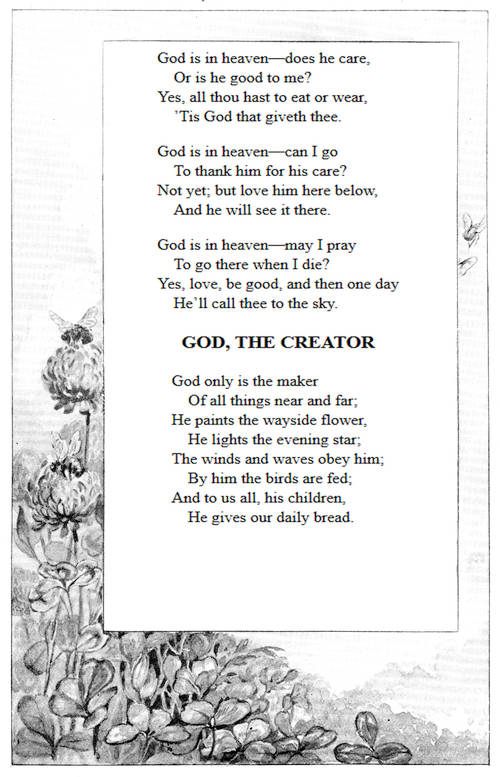 God is in heaven—does he care,
Or is he good to me?
Yes, all thou hast to eat or wear,
’Tis God that giveth thee.
God is in heaven—can I go
To thank him for his care?
Not yet; but love him here below,
And he will see it there.
God is in heaven—may I pray
To go there when I die?
Yes, love, be good, and then one day
He’ll call thee to the sky.
GOD, THE CREATOR
God only is the maker
Of all things near and far;
He paints the wayside flower,
He lights the evening star;
The winds and waves obey him;
By him the birds are fed;
And to us all, his children,
He gives our daily bread.